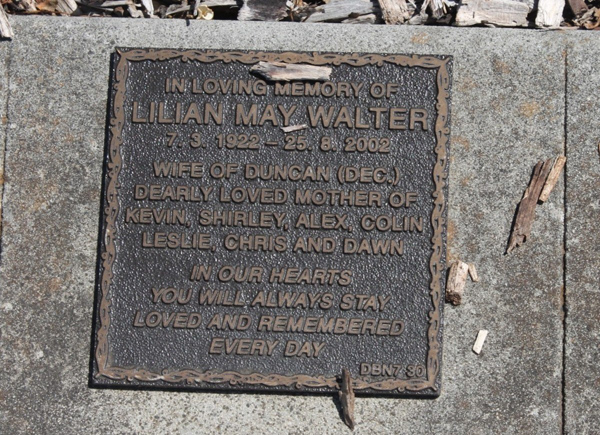 IN LOVING MEMORY OF
LILIAN MAY WALTER
7. 3. 1922 – 25. 8. 2002
WIFE OF DUNCAN (DEC.)
DEARLY LOVED MOTHER OF
KEVIN, SHIRLEY, ALEX, COLIN
LESLIE, CHRIS AND DAWN
IN OUR HEARTS
YOU WILL ALWAYS STAY
LOVED AND REMEMBERED
EVERY DAY
DBN7 90